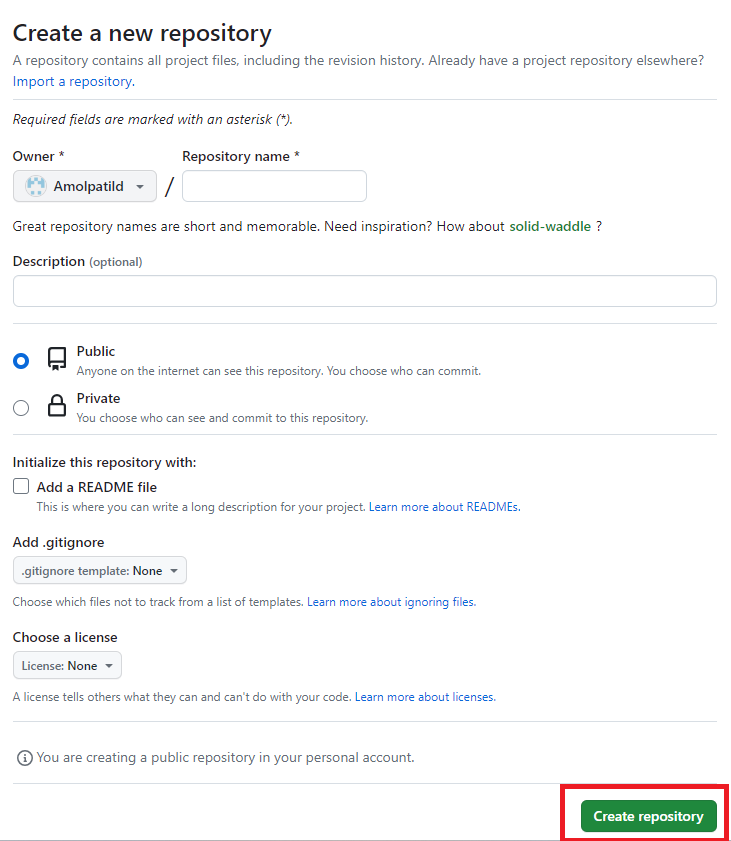 Create a new repository
A repository contains all project files, including the revision history. Already have a project repository elsewhere?
Import a repository.
Required fields are marked with an asterisk (*).
Owner * Repository name *
Amolpatild /
Great repository names are short and memorable. Need inspiration? How about solid-waddle ?
Description (optional)
Public
Anyone on the internet can see this repository. You choose who can commit.
Private
You choose who can see and commit to this repository.
Initialize this repository with:
Add a README file
This is where you can write a long description for your project. Learn more about READMEs.
Add .gitignore
.gitignore template: None
Choose which files not to track from a list of templates. Learn more about ignoring files.
Choose a license
License: None
A license tells others what they can and can't do with your code. Learn more about licenses.
You are creating a public repository in your personal account.
Create repository